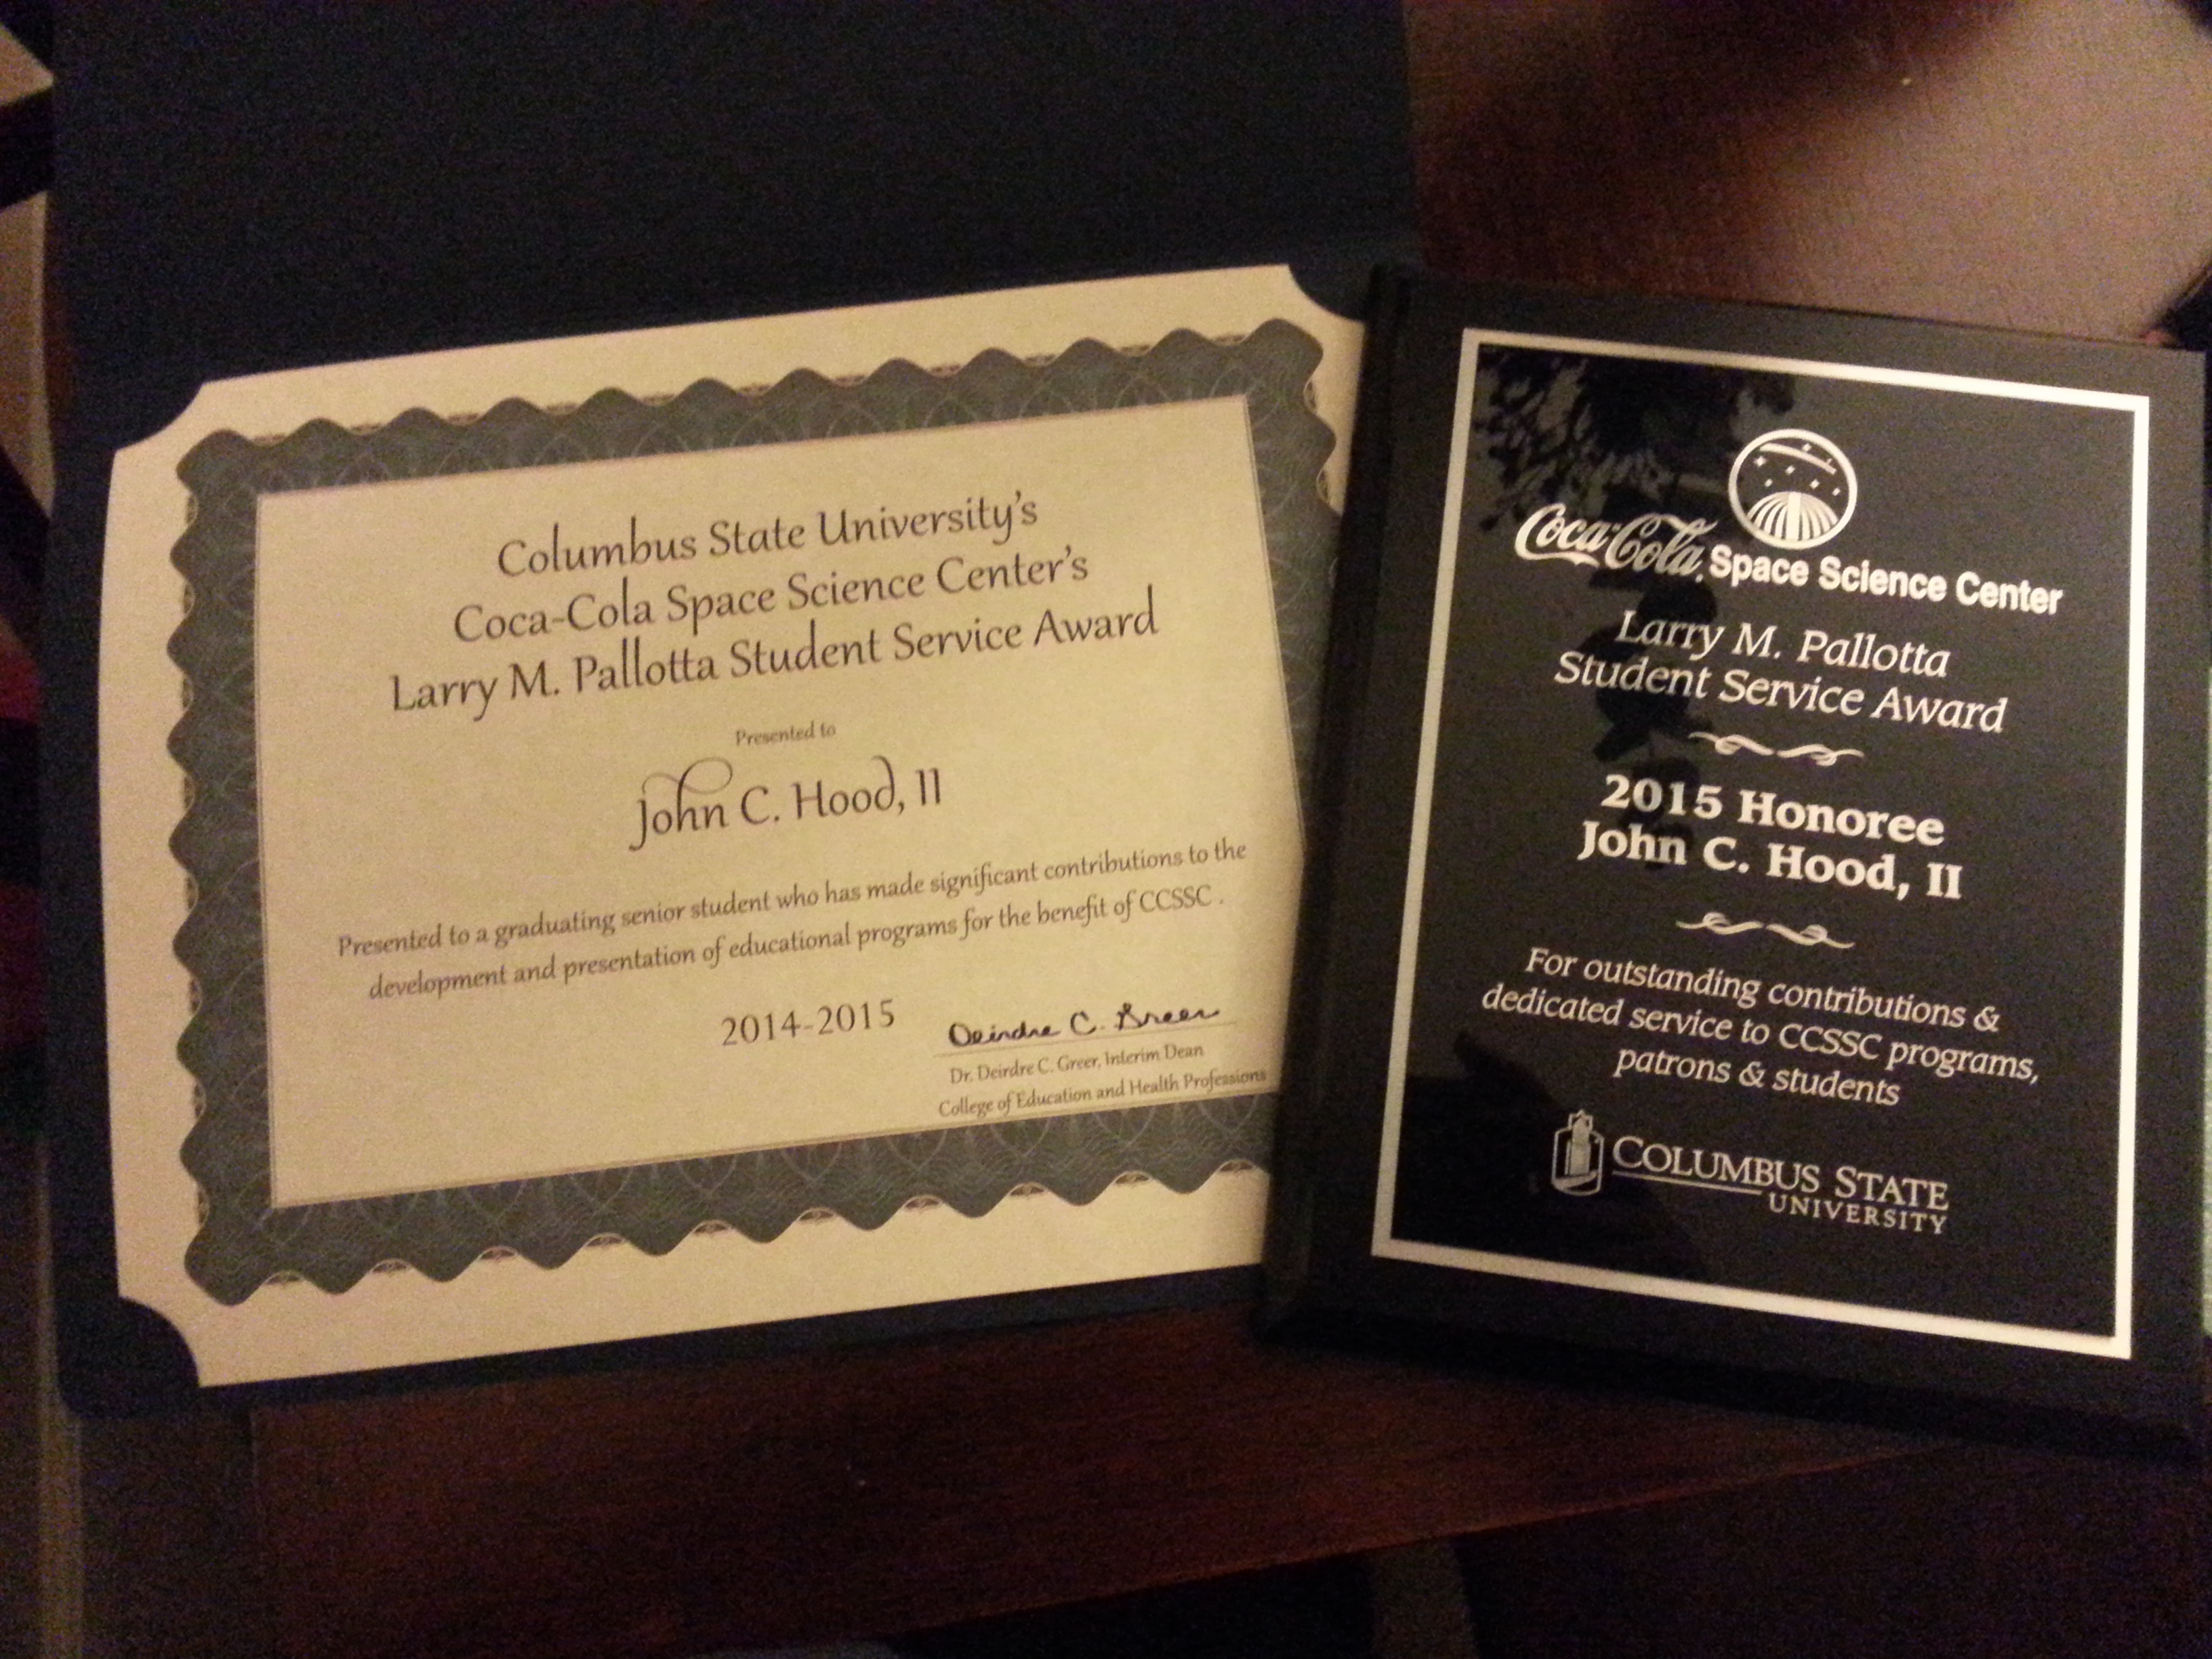 Columbus State University's
Coca-Cola Space Science Center's
Larry M. Pallotta Student Service Award
Presented to
John C. Hood, II
Presented to a graduating senior student who has made significant contributions to the
development and presentation of educational programs for the benefit of CCSSC .
2014-2015
Deirdre C. Greer
Dr. Deirdre C. Greer, Interim Dean
College of Education and Health Professions
Coca-Cola Space Science Center
Larry M. Pallotta
Student Service Award
2015 Honoree
John C. Hood, II
For outstanding contributions &
dedicated service to CCSSC programs,
patrons & students
COLUMBUS STATE
UNIVERSITY